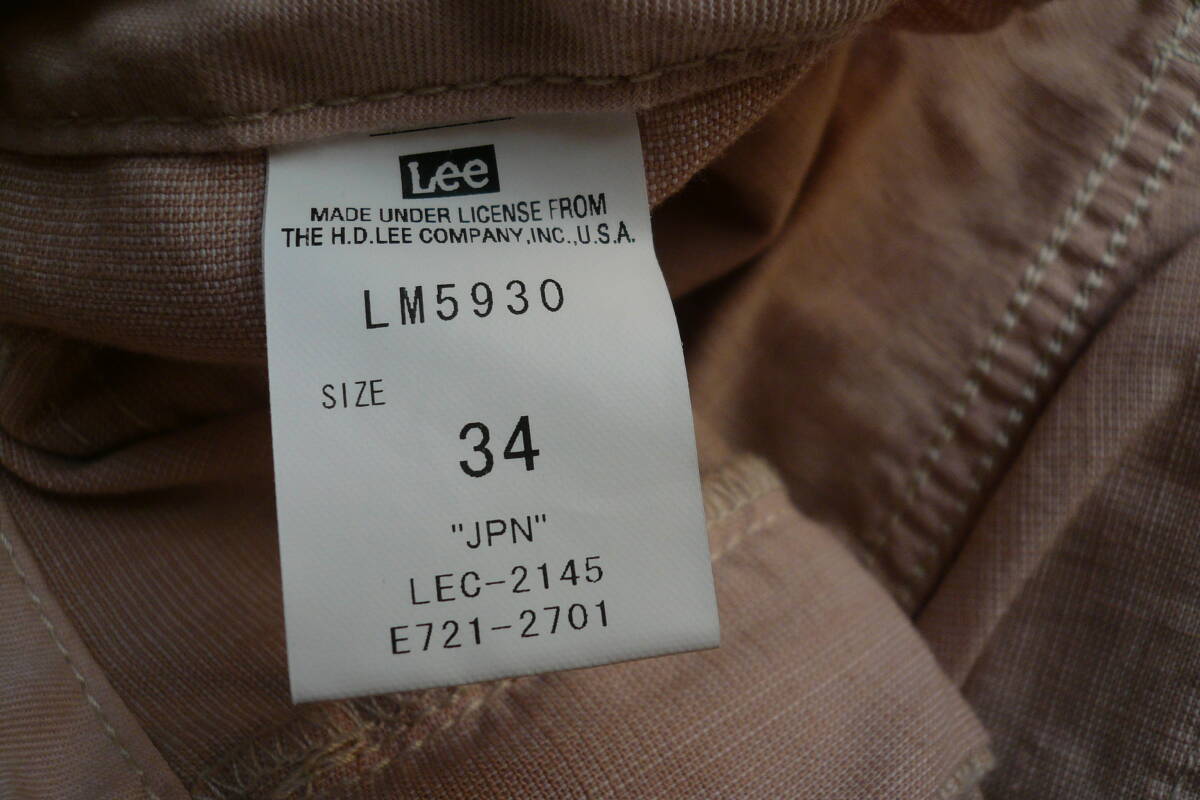 Lee
MADE UNDER LICENSE FROM
THE H.D.LEE COMPANY,INC.,U.S.A.
LM5930
SIZE
34
"JPN"
LEC-2145
E721-2701